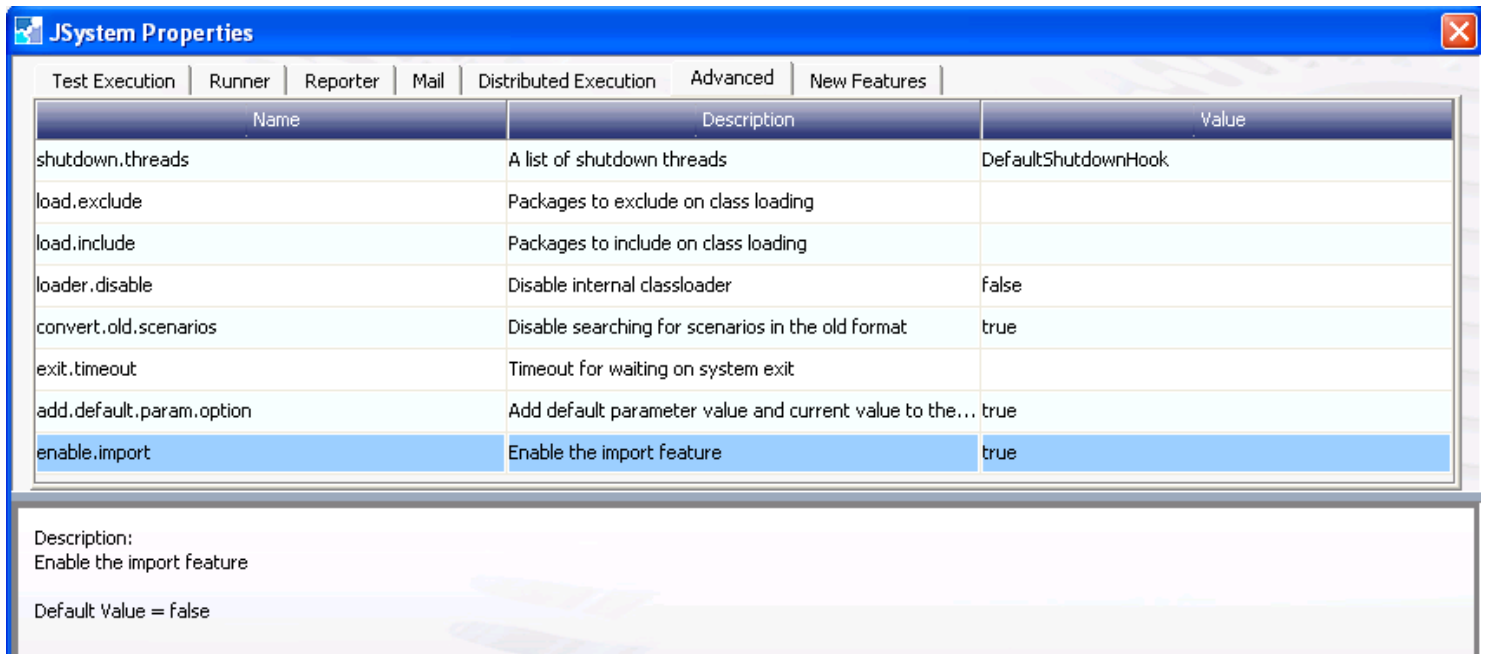 JSystem Properties
Test Execution Runner Reporter Mail Distributed Execution Advanced New Features
Name Description Value
shutdown.threads A list of shutdown threads DefaultShutdownHook
load.exclude Packages to exclude on class loading
load.include Packages to include on class loading
loader.disable Disable internal classloader false
convert.old.scenarios Disable searching for scenarios in the old format true
exit.timeout Timeout for waiting on system exit
add.default.param.option Add default parameter value and current value to the... true
enable.import Enable the import feature true
Description:
Enable the import feature
Default Value = false